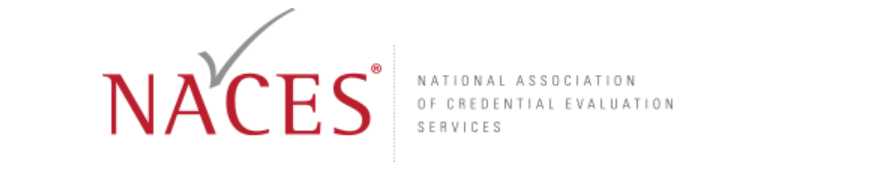 NACES®
NATIONAL ASSOCIATION
OF CREDENTIAL EVALUATION
SERVICES